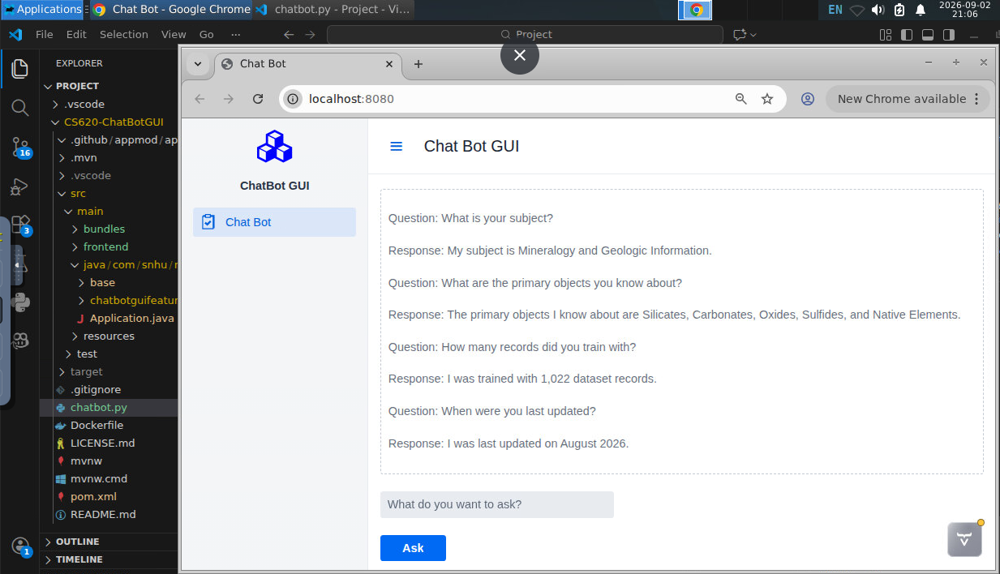 Applications
Chat Bot - Google Chrome
chatbot.py - Project - Vi...
EN
2026-09-02
21:06
File Edit Selection View Go ...
Project
EXPLORER
PROJECT
.vscode
CS620-ChatBotGUI
.github/appmod/ap
.mvn
.vscode
src
main
bundles
frontend
java/com/snhu/
base
chatbotguifeatur
J Application.java
resources
test
target
.gitignore
chatbot.py
Dockerfile
LICENSE.md
mvnw
mvnw.cmd
pom.xml
README.md
OUTLINE
TIMELINE
16
3
1
Chat Bot
localhost:8080
New Chrome available
ChatBot GUI
Chat Bot
Chat Bot GUI
Question: What is your subject?
Response: My subject is Mineralogy and Geologic Information.
Question: What are the primary objects you know about?
Response: The primary objects I know about are Silicates, Carbonates, Oxides, Sulfides, and Native Elements.
Question: How many records did you train with?
Response: I was trained with 1,022 dataset records.
Question: When were you last updated?
Response: I was last updated on August 2026.
What do you want to ask?
Ask